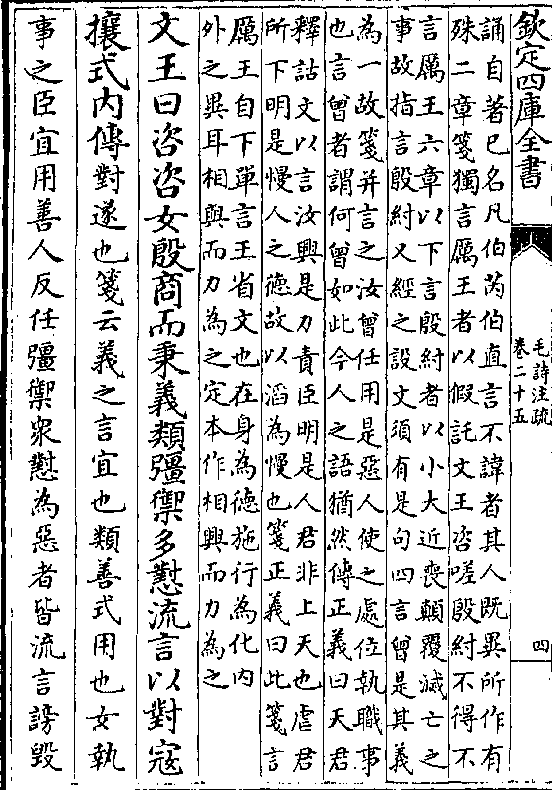 欽定四庫全書
毛詩注疏
卷二十五
四
誦自著巳名凡伯芮伯直言不諱者其人既異所作有
殊二章箋獨言厲王者以假託文王咨嗟殷紂不得不
言厲王六章以下言殷紂者以小大近喪顛覆滅亡之
事故指言殷紂又經之設文須有是句四言曾是其義
為一故箋并言之汝曾任用是惡人使之處位執職事
也言曾者謂何曾如此今人之語猶然傳正義曰天君
釋詁文以言汝興是力責臣明是人君非上天也虐君
所下明是慢人之德故以滔為慢也箋正義曰此箋言
厲王自下單言王省文也在身為德施行為化内
外之異耳相與而力為之定本作相興而力為之
文王曰咨咨女殷商而秉義類彊禦多懟流言以對寇
攘式内傳對遂也箋云義之言宜也類善式用也女執
事之臣宜用善人反任彊禦衆懟為惡者皆流言謗毀